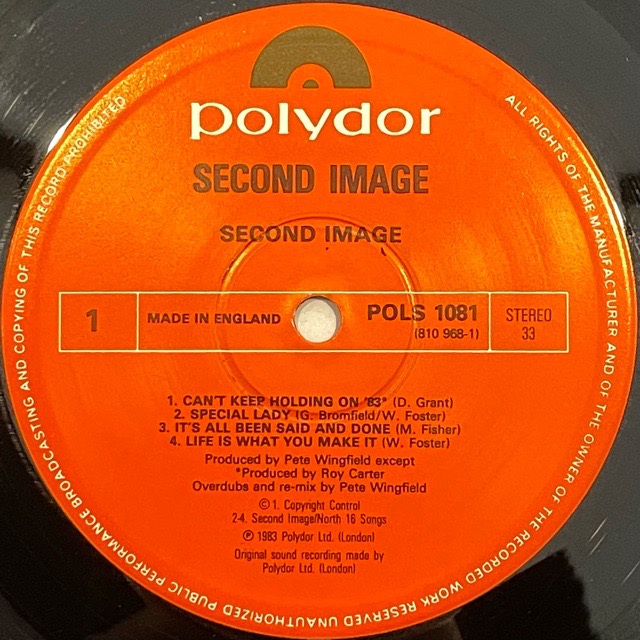 polydor
SECOND IMAGE
SECOND IMAGE
1
MADE IN ENGLAND
POLS 1081
(810 968-1)
STEREO
33
1. CAN'T KEEP HOLDING ON '83* (D. Grant)
2. SPECIAL LADY (G. Bromfield/W. Foster)
3. IT'S ALL BEEN SAID AND DONE (M. Fisher)
4. LIFE IS WHAT YOU MAKE IT (W. Foster)
Produced by Pete Wingfield except
*Produced by Roy Carter
Overdubs and re-mix by Pete Wingfield
© 1. Copyright Control
2-4. Second Image/North 16 Songs
℗ 1983 Polydor Ltd. (London)
Original sound recording made by
Polydor Ltd. (London)
ALL RIGHTS OF THE MANUFACTURER AND OF THE OWNER OF THE RECORDED WORK RESERVED UNAUTHORIZED PUBLIC PERFORMANCE BROADCASTING AND COPYING OF THIS RECORD PROHIBITED